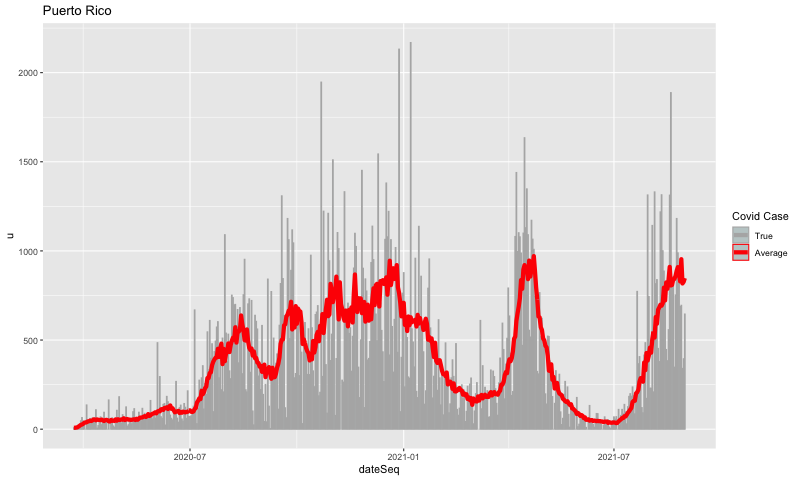 Puerto Rico
2000
1500
1000
500
0
u
2020-07
2021-01
2021-07
dateSeq
Covid Case
True
Average